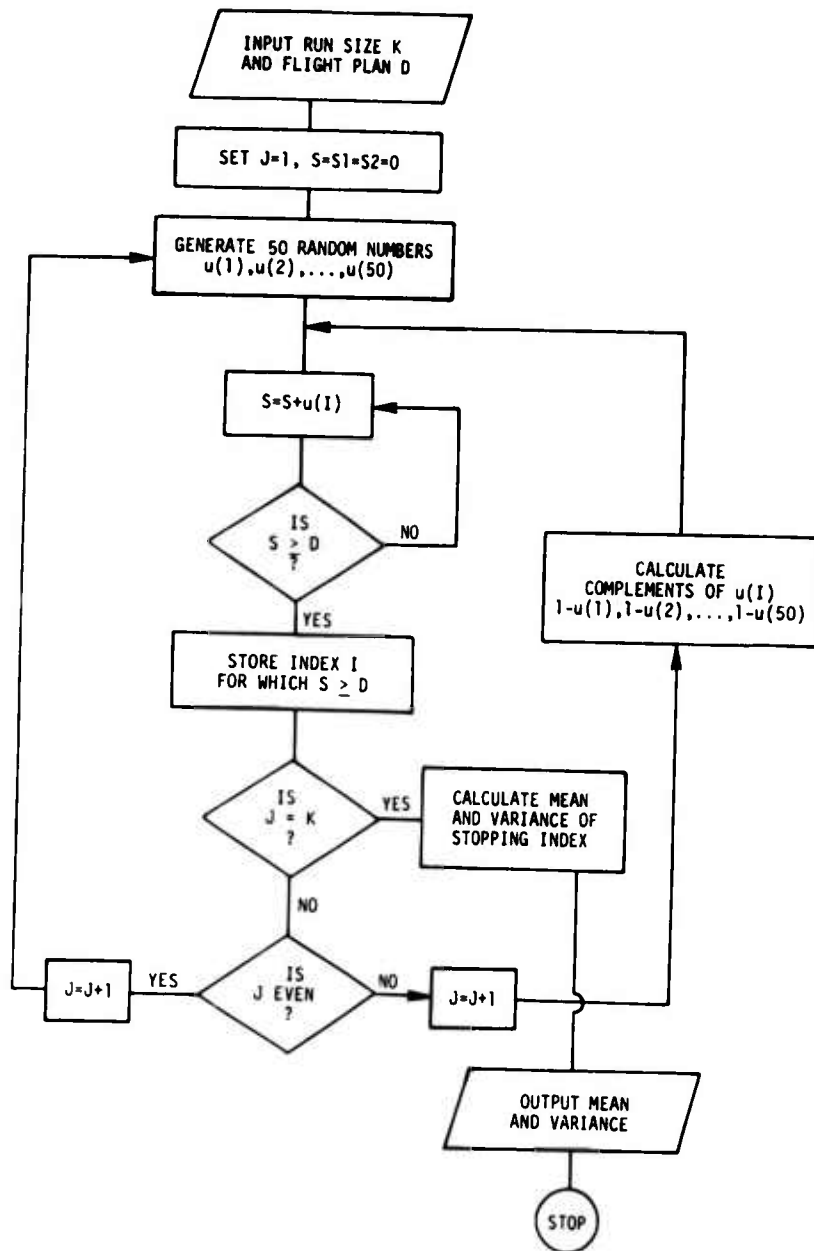 INPUT RUN SIZE K
AND FLIGHT PLAN D
SET J=1, S=S1=S2=0
GENERATE 50 RANDOM NUMBERS
u(1),u(2),...,u(50)
S=S+u(I)
IS
S ≥ D
?
NO
YES
CALCULATE
COMPLEMENTS OF u(I)
1-u(1),1-u(2),...,1-u(50)
STORE INDEX I
FOR WHICH S ≥ D
IS
J = K
?
YES
CALCULATE MEAN
AND VARIANCE OF
STOPPING INDEX
NO
J=J+1
YES
IS
J EVEN
?
NO
J=J+1
OUTPUT MEAN
AND VARIANCE
STOP